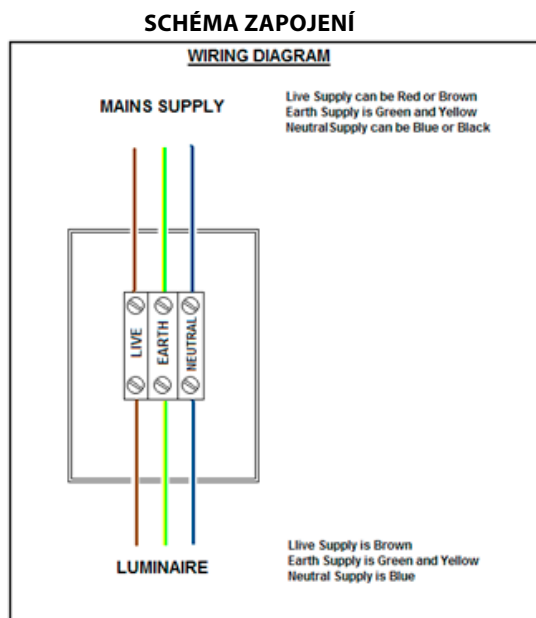 SCHÉMA ZAPOJENÍ
WIRING DIAGRAM
MAINS SUPPLY
Live Supply can be Red or Brown
Earth Supply is Green and Yellow
Neutral Supply can be Blue or Black
LIVE
EARTH
NEUTRAL
LUMINAIRE
Llive Supply is Brown
Earth Supply is Green and Yellow
Neutral Supply is Blue